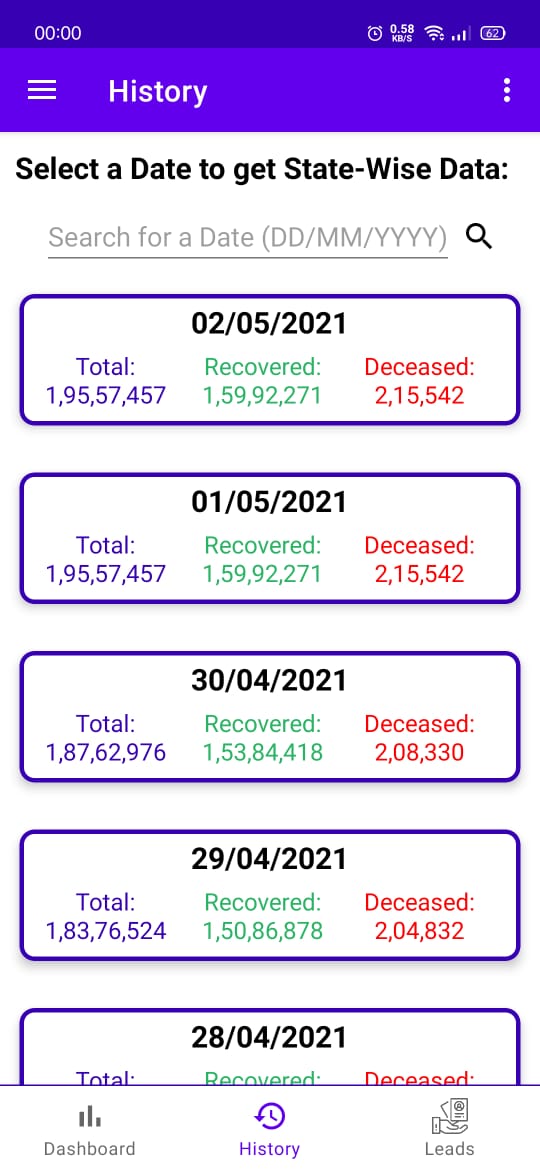 00:00
0.58
KB/S
62
History
Select a Date to get State-Wise Data:
Search for a Date (DD/MM/YYYY)
02/05/2021
Total: Recovered: Deceased:
1,95,57,457 1,59,92,271 2,15,542
01/05/2021
Total: Recovered: Deceased:
1,95,57,457 1,59,92,271 2,15,542
30/04/2021
Total: Recovered: Deceased:
1,87,62,976 1,53,84,418 2,08,330
29/04/2021
Total: Recovered: Deceased:
1,83,76,524 1,50,86,878 2,04,832
28/04/2021
Total: Recovered: Deceased:
Dashboard History Leads